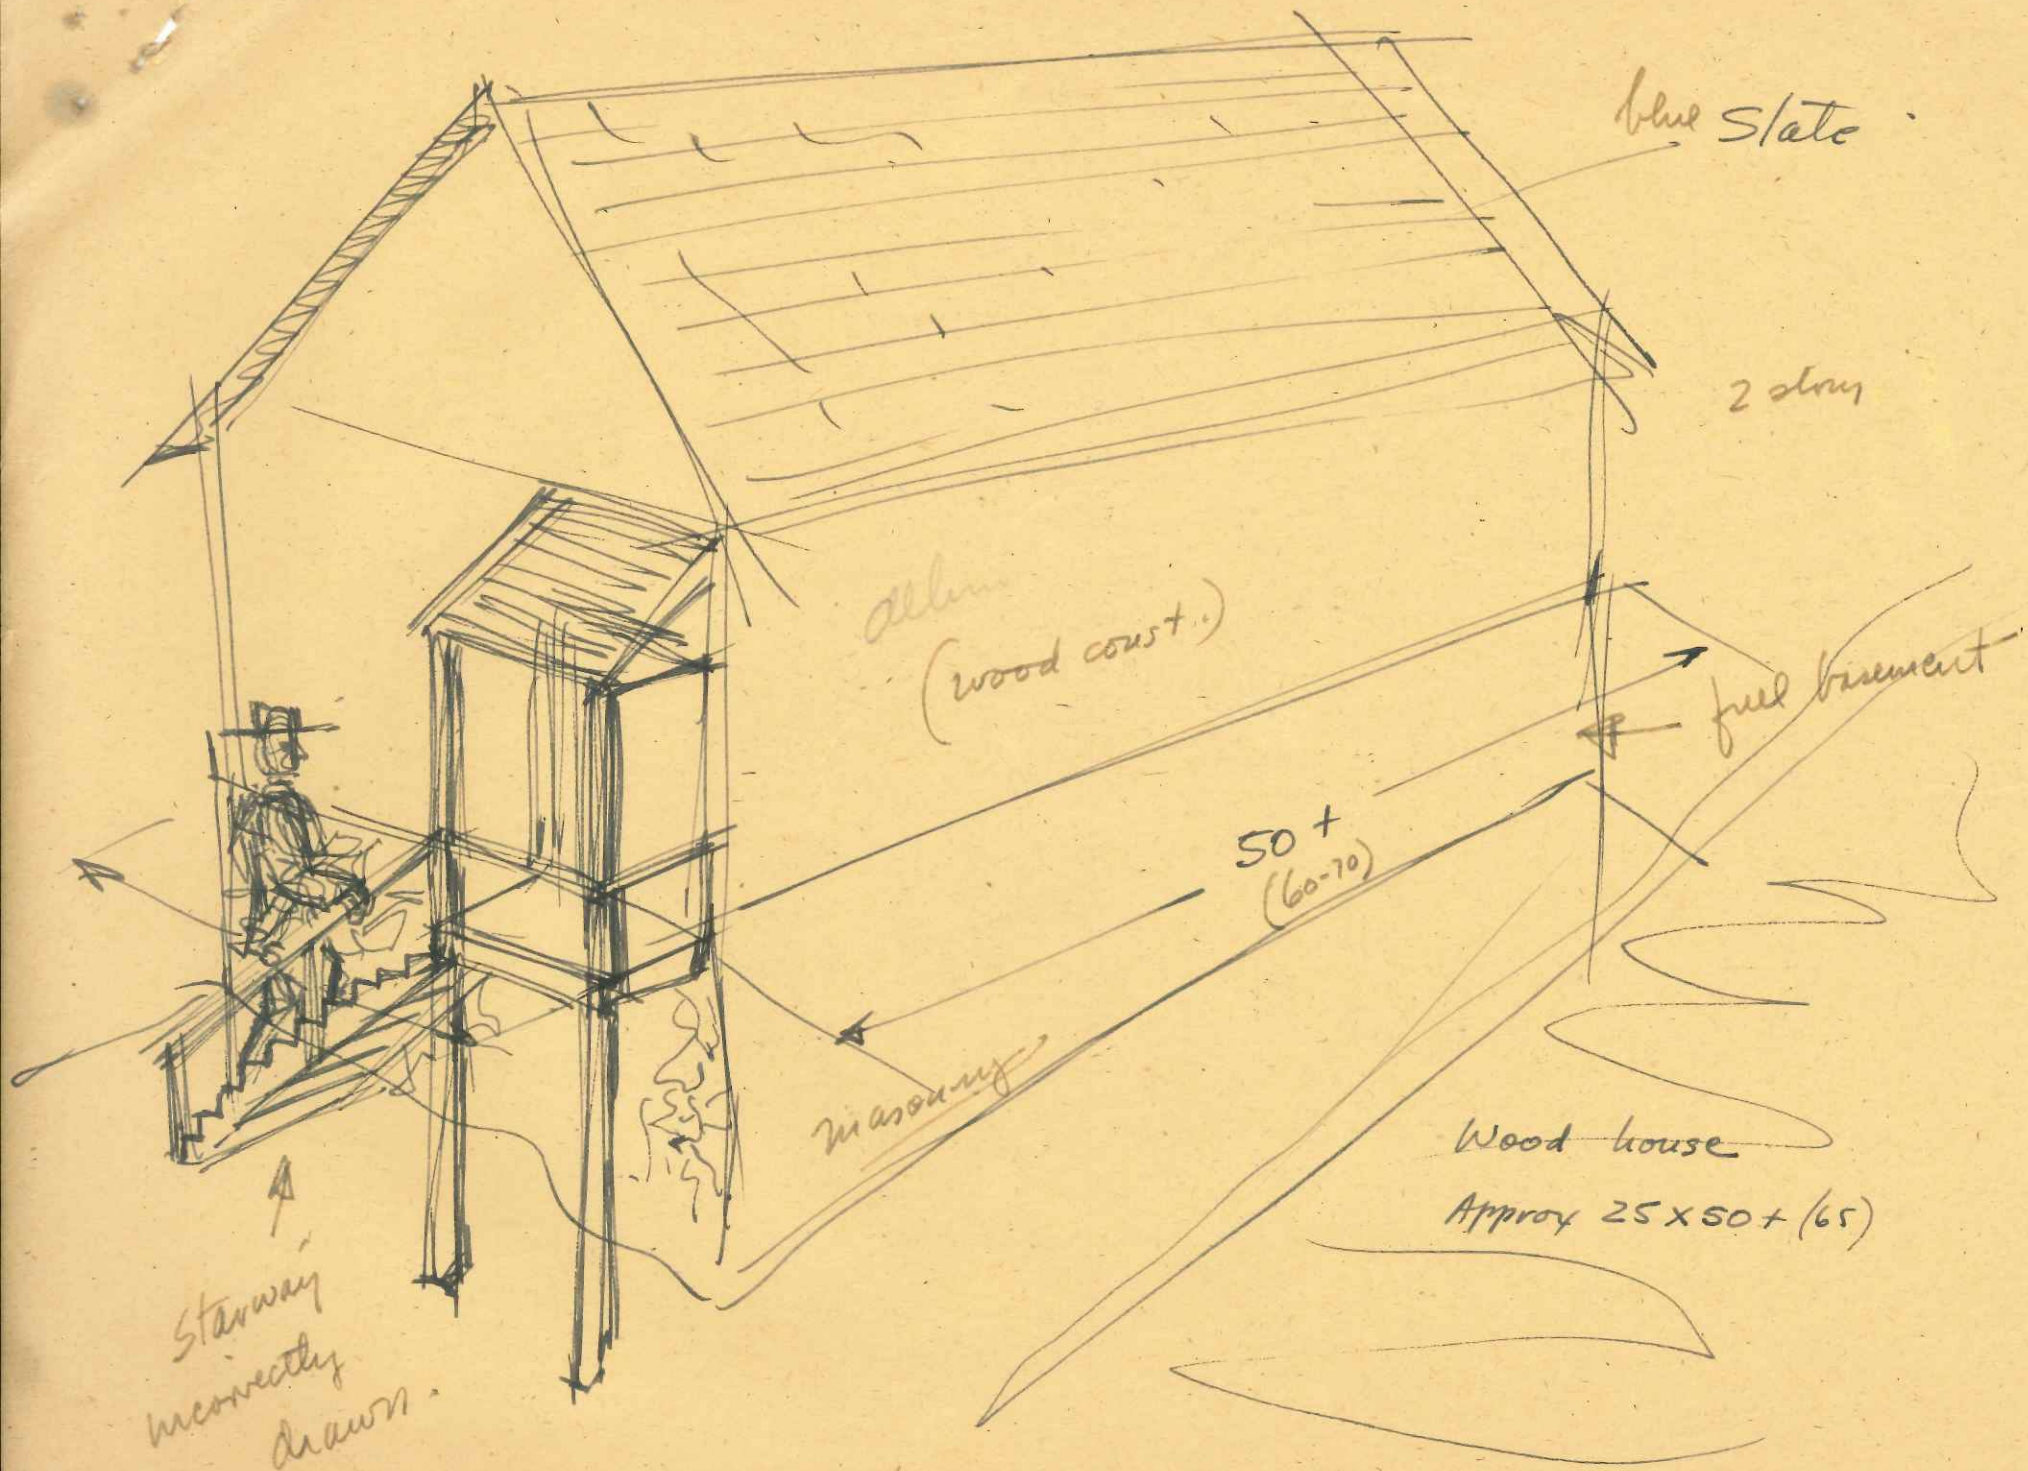 blue Slate
2 story
(wood const.)
full basement
50 +
(60-70)
masonry
Wood house
Approx 25 x 50 + (65)
Stairway
incorrectly
drawn.